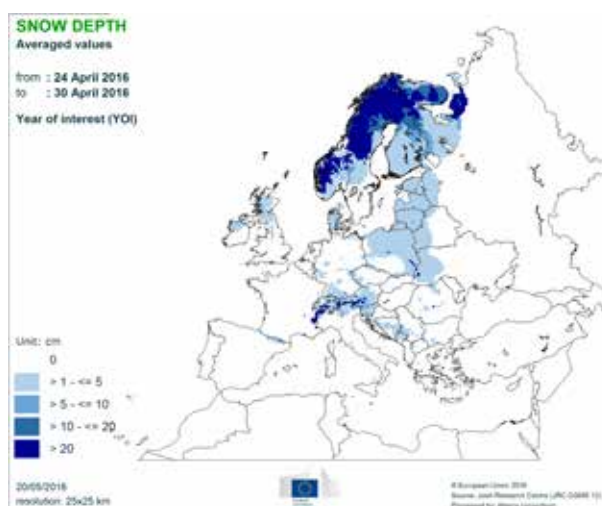 SNOW DEPTH
Averaged values
from : 24 April 2016
to : 30 April 2016
Year of interest (YOI)
Unit: cm
0
> 1 - <= 5
> 5 - <= 10
> 10 - <= 20
> 20
20/05/2016
resolution: 25x25 km
© European Union 2016
Source: Joint Research Centre